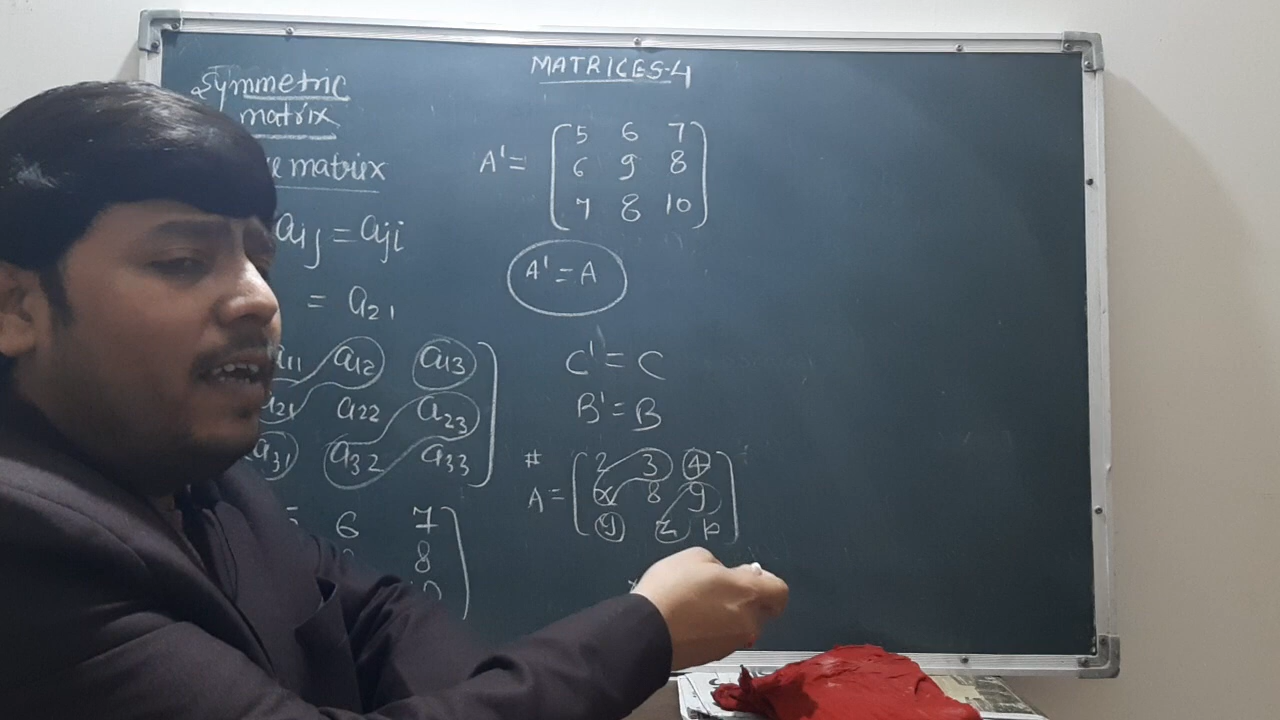 MATRICES-4
Symmetric
matrix
matrix
aij = aji
= a21
a11 a12 a13
a21 a22 a23
a31 a32 a33
5 6 7
8
A' =
5 6 7
6 9 8
7 8 10
A' = A
C' = C
B' = B
#
A =
2 3 4
x 8 9
y z p